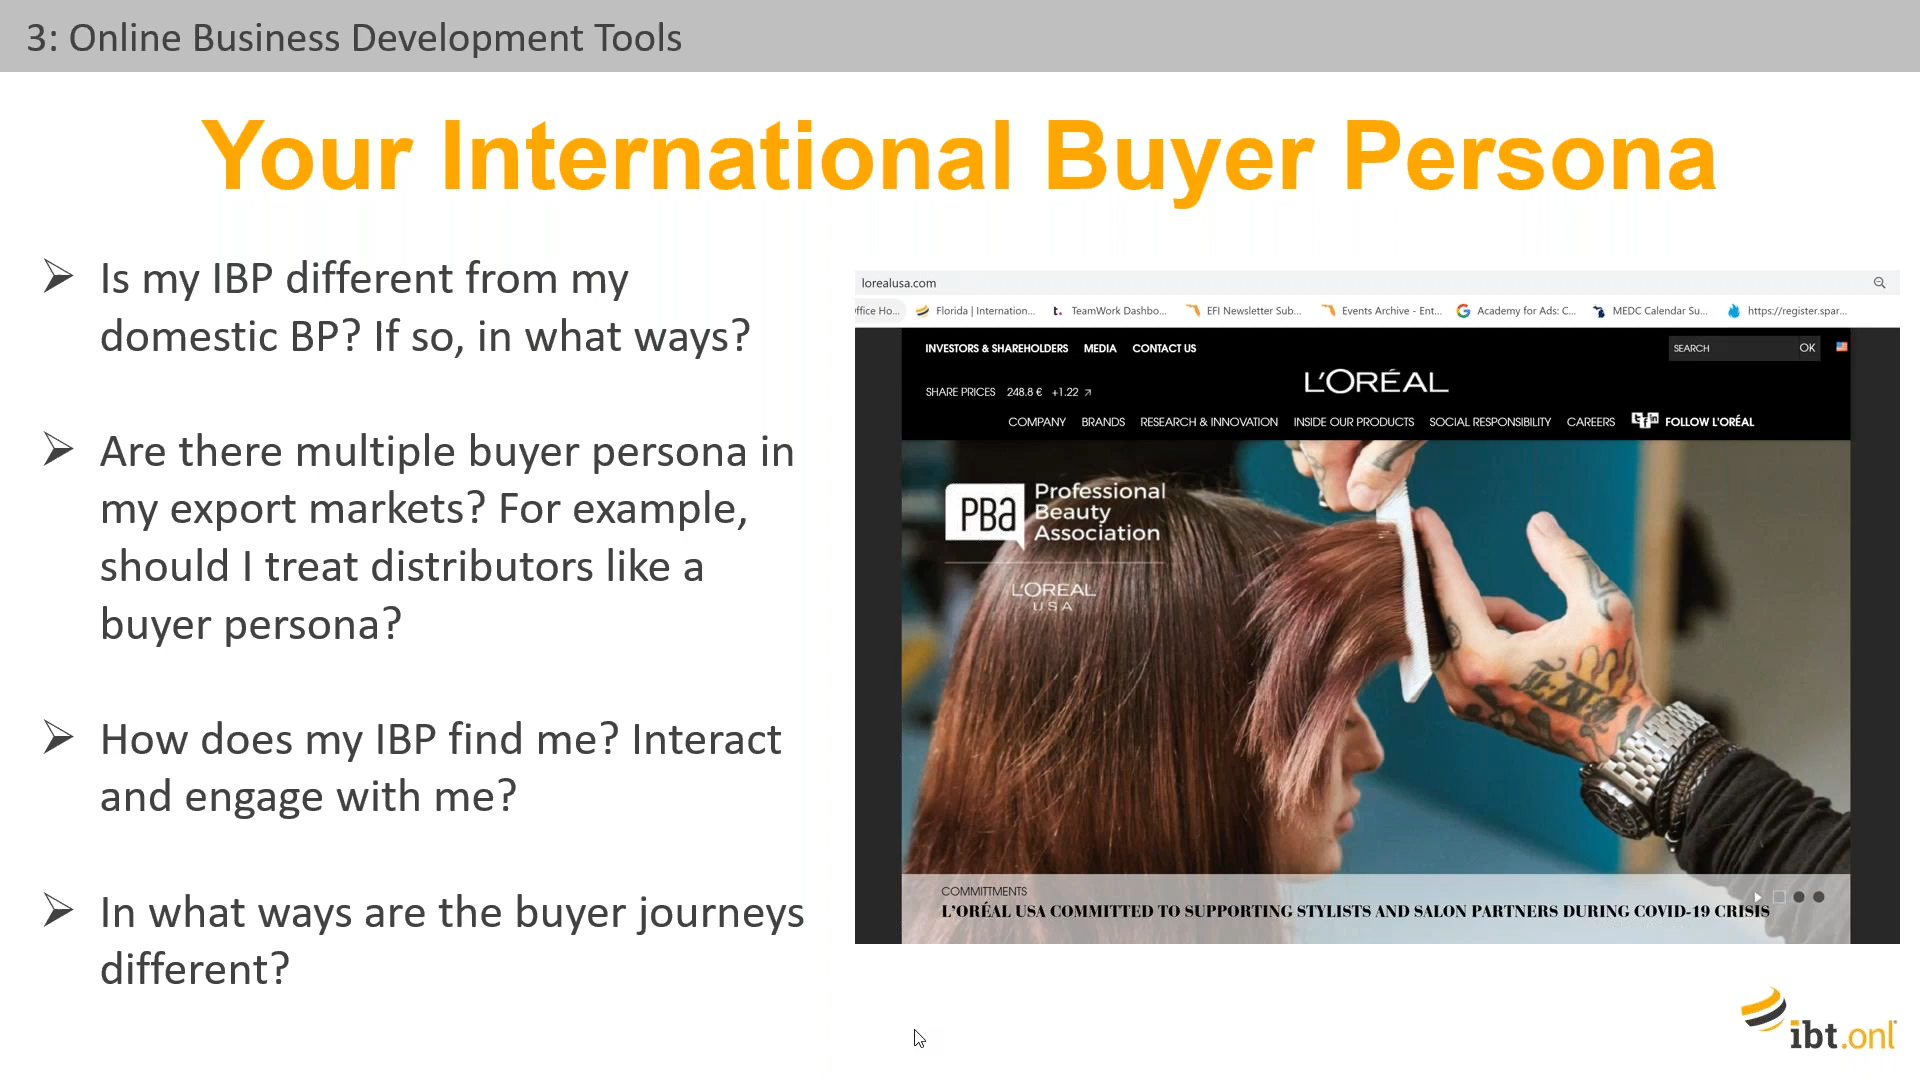 3: Online Business Development Tools
Your International Buyer Persona
Is my IBP different from my
domestic BP? If so, in what ways?
Are there multiple buyer persona in
my export markets? For example,
should I treat distributors like a
buyer persona?
How does my IBP find me? Interact
and engage with me?
In what ways are the buyer journeys
different?
lorealusa.com
ffice Ho... Florida | Internation... TeamWork Dashbo... EFI Newsletter Sub... Events Archive - Ent... Academy for Ads: C... MEDC Calendar Su... https://register.spar...
INVESTORS & SHAREHOLDERS MEDIA CONTACT US
SEARCH OK
SHARE PRICES 248.8 € +1.22
L'ORÉAL
COMPANY BRANDS RESEARCH & INNOVATION INSIDE OUR PRODUCTS SOCIAL RESPONSIBILITY CAREERS FOLLOW L'ORÉAL
PBA
Professional
Beauty
Association
L'ORÉAL
USA
COMMITTMENTS
L'ORÉAL USA COMMITTED TO SUPPORTING STYLISTS AND SALON PARTNERS DURING COVID-19 CRISIS
ibt.onl